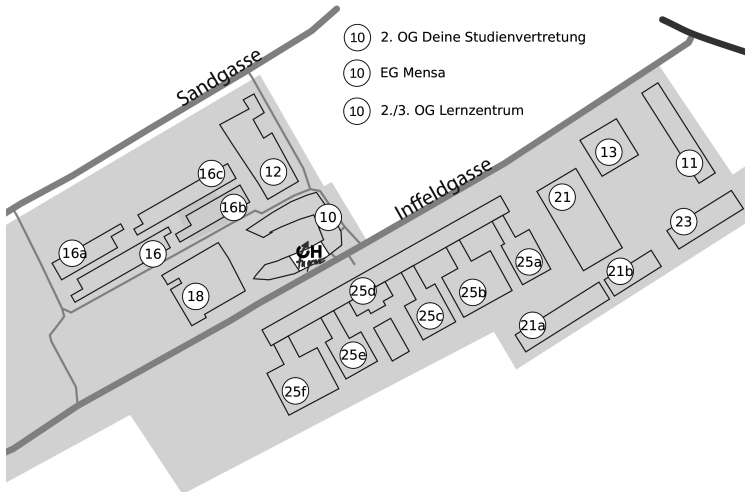 10 2. OG Deine Studienvertretung
10 EG Mensa
10 2./3. OG Lernzentrum
Sandgasse
Inffeldgasse
13
11
16c
12
21
16b
10
23
16a
16
ÖH
25a
21b
18
25d
25b
25c
21a
25e
25f